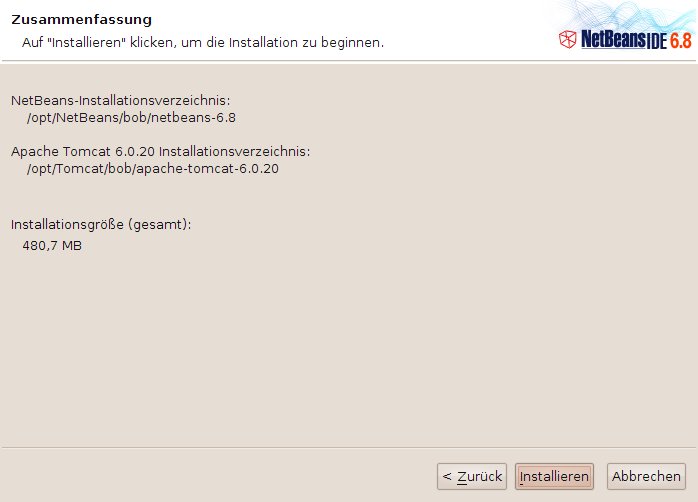 Zusammenfassung
Auf "Installieren" klicken, um die Installation zu beginnen.
NetBeans IDE 6.8
NetBeans-Installationsverzeichnis:
/opt/NetBeans/bob/netbeans-6.8
Apache Tomcat 6.0.20 Installationsverzeichnis:
/opt/Tomcat/bob/apache-tomcat-6.0.20
Installationsgröße (gesamt):
480,7 MB
< Zurück Installieren Abbrechen